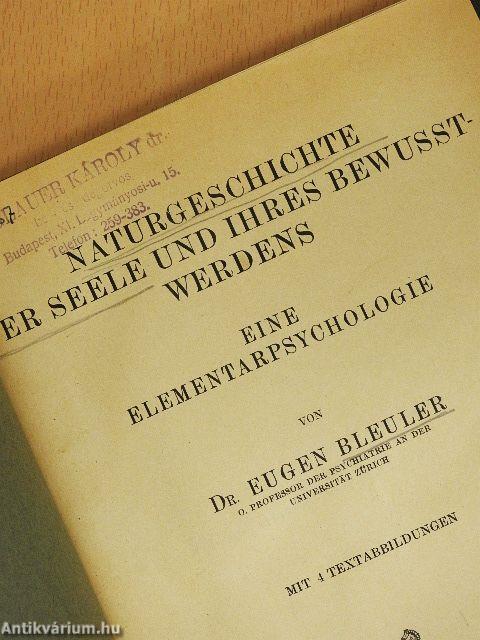 BAUER KÁROLY dr.
Budapest, XI. Lágymányosi-u. 15.
Telefon: 259-383.
NATURGESCHICHTE
ER SEELE UND IHRES BEWUSST-
WERDENS
EINE
ELEMENTARPSYCHOLOGIE
VON
DR. EUGEN BLEULER
O. PROFESSOR DER PSYCHIATRIE AN DER
UNIVERSITÄT ZÜRICH
MIT 4 TEXTABBILDUNGEN
Antikvárium.hu